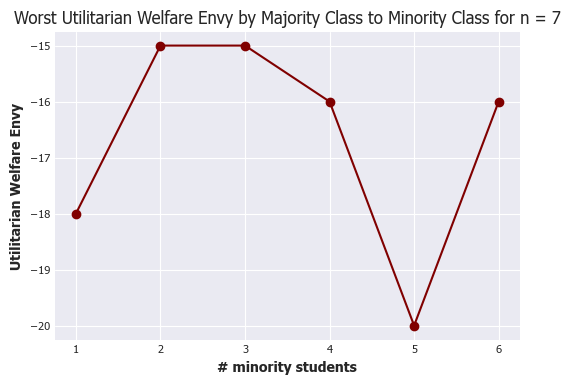 Worst Utilitarian Welfare Envy by Majority Class to Minority Class for n = 7
Utilitarian Welfare Envy
−15
−16
−17
−18
−19
−20
1 2 3 4 5 6
# minority students